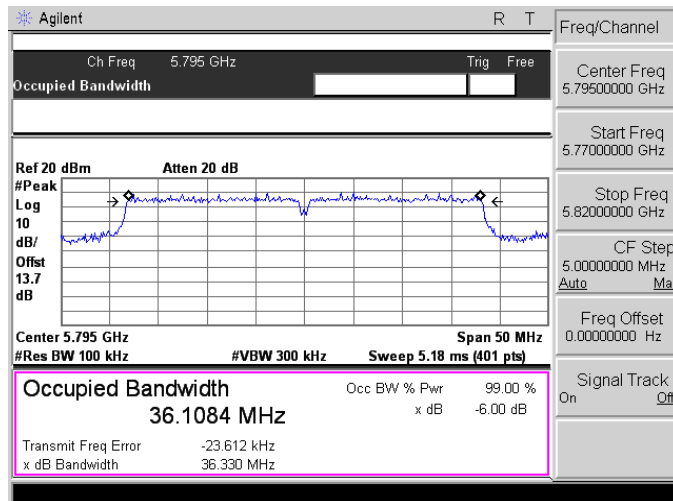 Agilent
R T
Freq/Channel
Ch Freq 5.795 GHz Trig Free
Occupied Bandwidth
Center Freq
5.79500000 GHz
Start Freq
5.77000000 GHz
Stop Freq
5.82000000 GHz
CF Step
5.00000000 MHz
Auto Ma
Freq Offset
0.00000000 Hz
Signal Track
On Off
Ref 20 dBm Atten 20 dB
#Peak
Log
10
dB/
Offst
13.7
dB
Center 5.795 GHz Span 50 MHz
#Res BW 100 kHz #VBW 300 kHz Sweep 5.18 ms (401 pts)
Occupied Bandwidth Occ BW % Pwr 99.00 %
36.1084 MHz x dB -6.00 dB
Transmit Freq Error -23.612 kHz
x dB Bandwidth 36.330 MHz